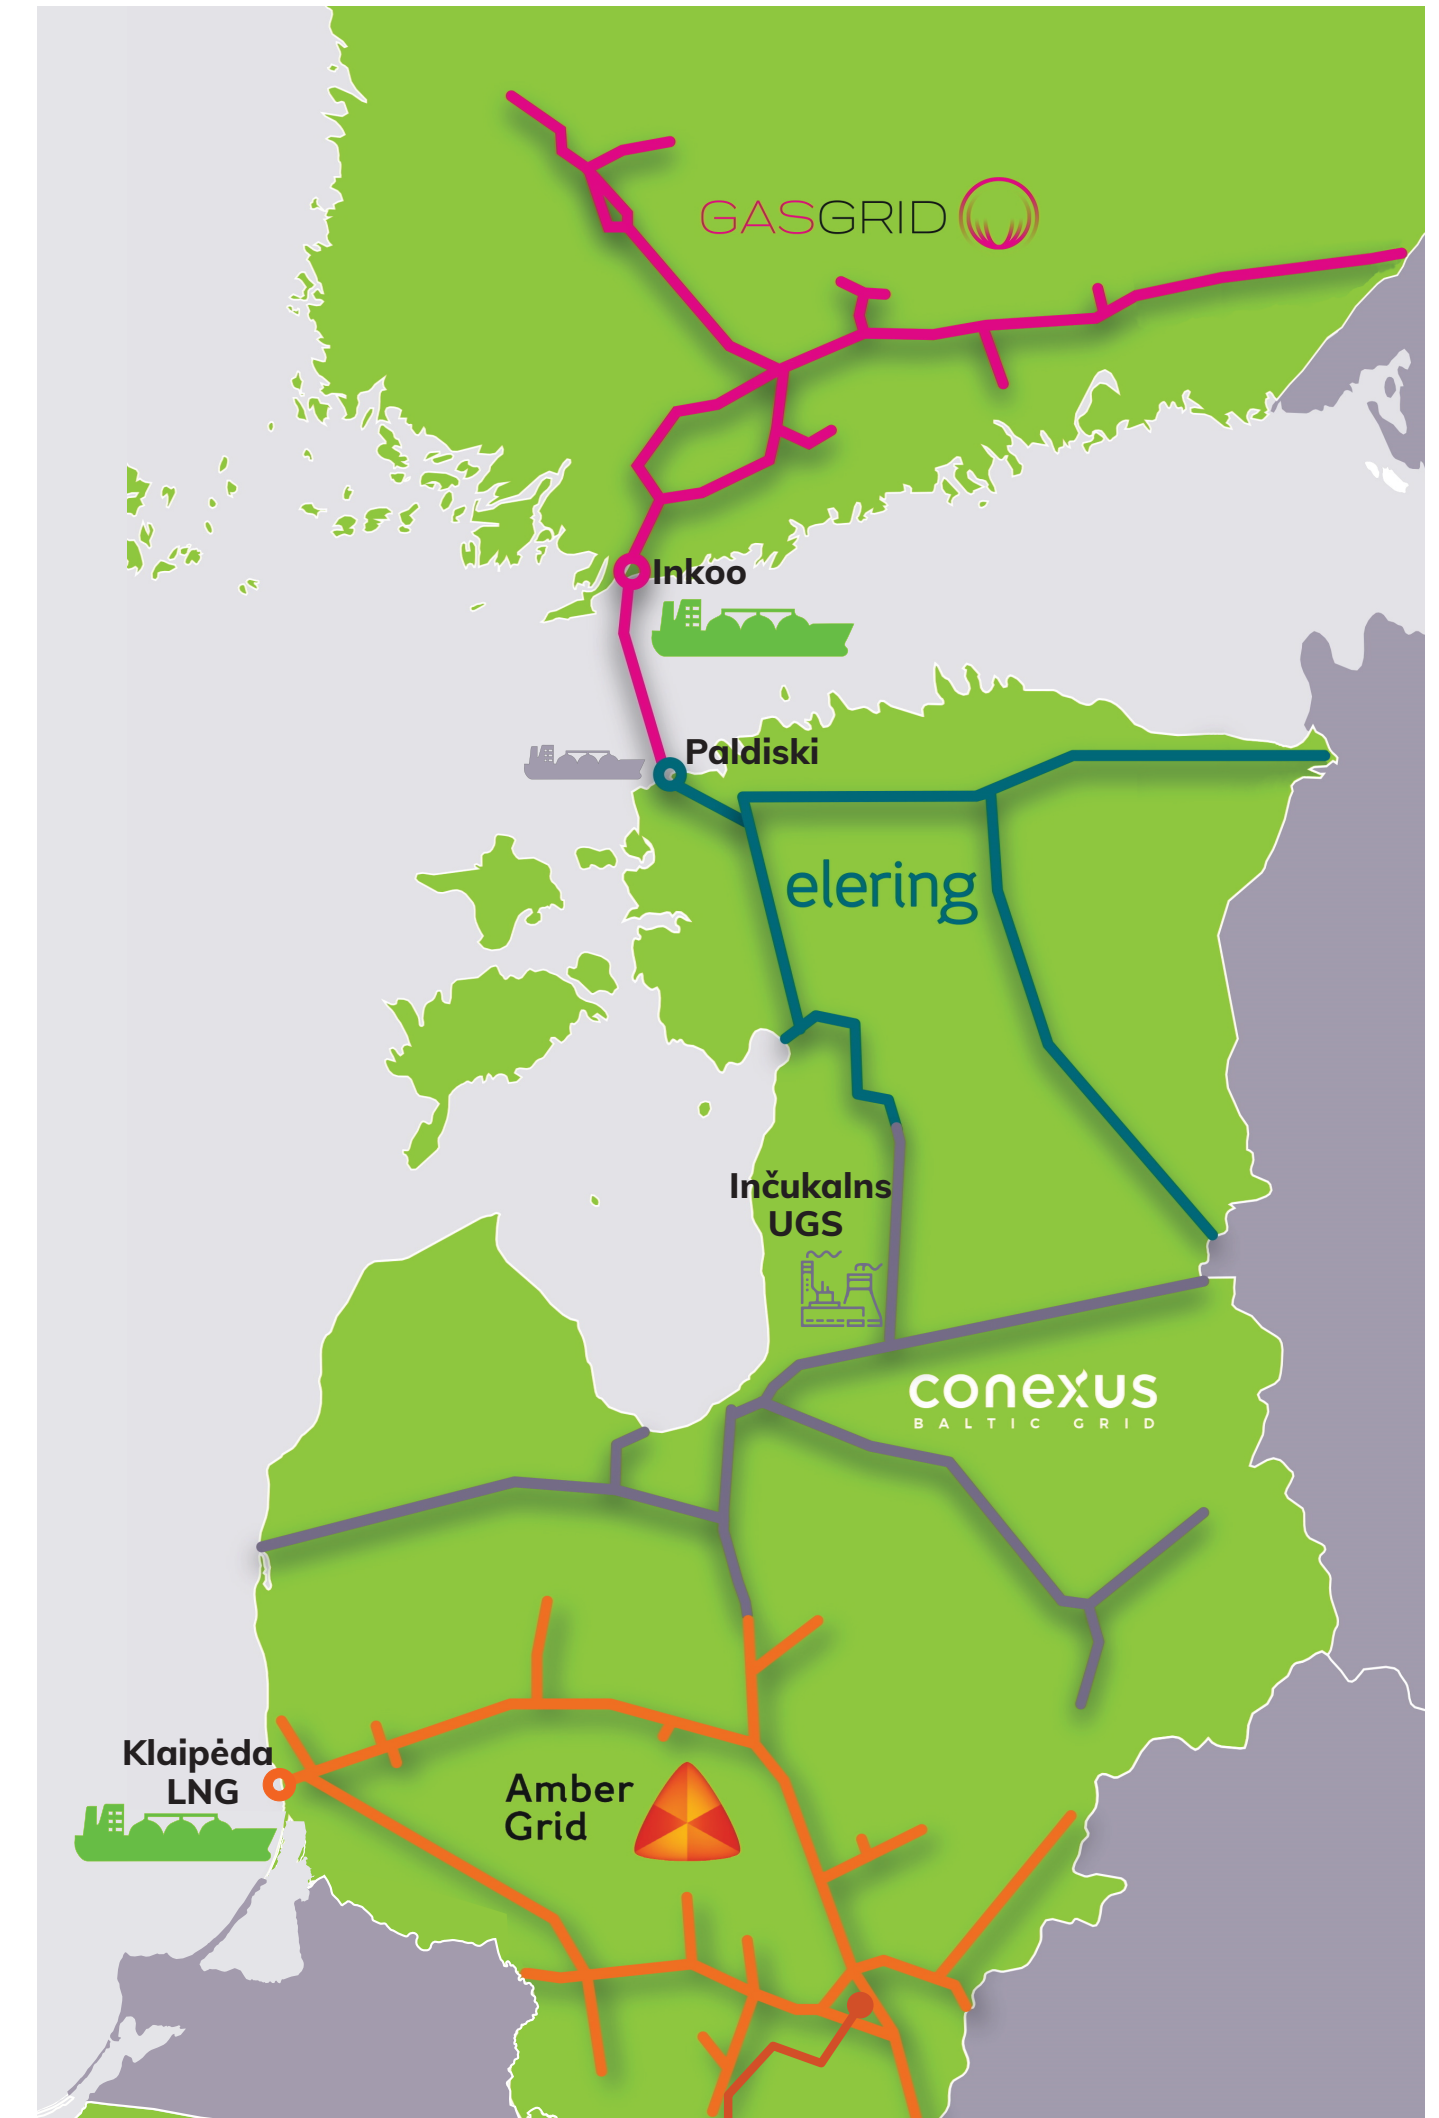 GASGRID
Inkoo
Paldiski
elering
Inčukalns
UGS
conexus
BALTIC GRID
Klaipėda
LNG
Amber
Grid